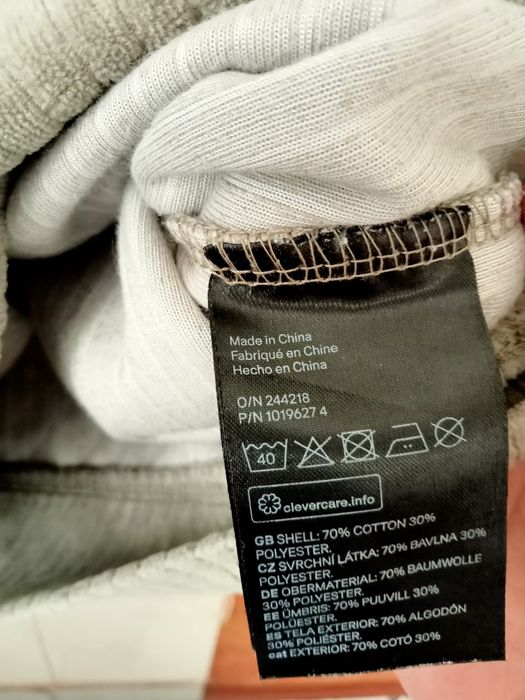 Made in China
Fabriqué en Chine
Hecho en China
O/N 244218
P/N 1019627 4
40
clevercare.info
GB SHELL: 70% COTTON 30%
POLYESTER.
CZ SVRCHNÍ LÁTKA: 70% BAVLNA 30%
POLYESTER.
DE OBERMATERIAL: 70% BAUMWOLLE
30% POLYESTER.
EE ÜMBRIS: 70% PUUVILL 30%
POLÜESTER.
ES TELA EXTERIOR: 70% ALGODÓN
30% POLIÉSTER.
cat EXTERIOR: 70% COTÓ 30%